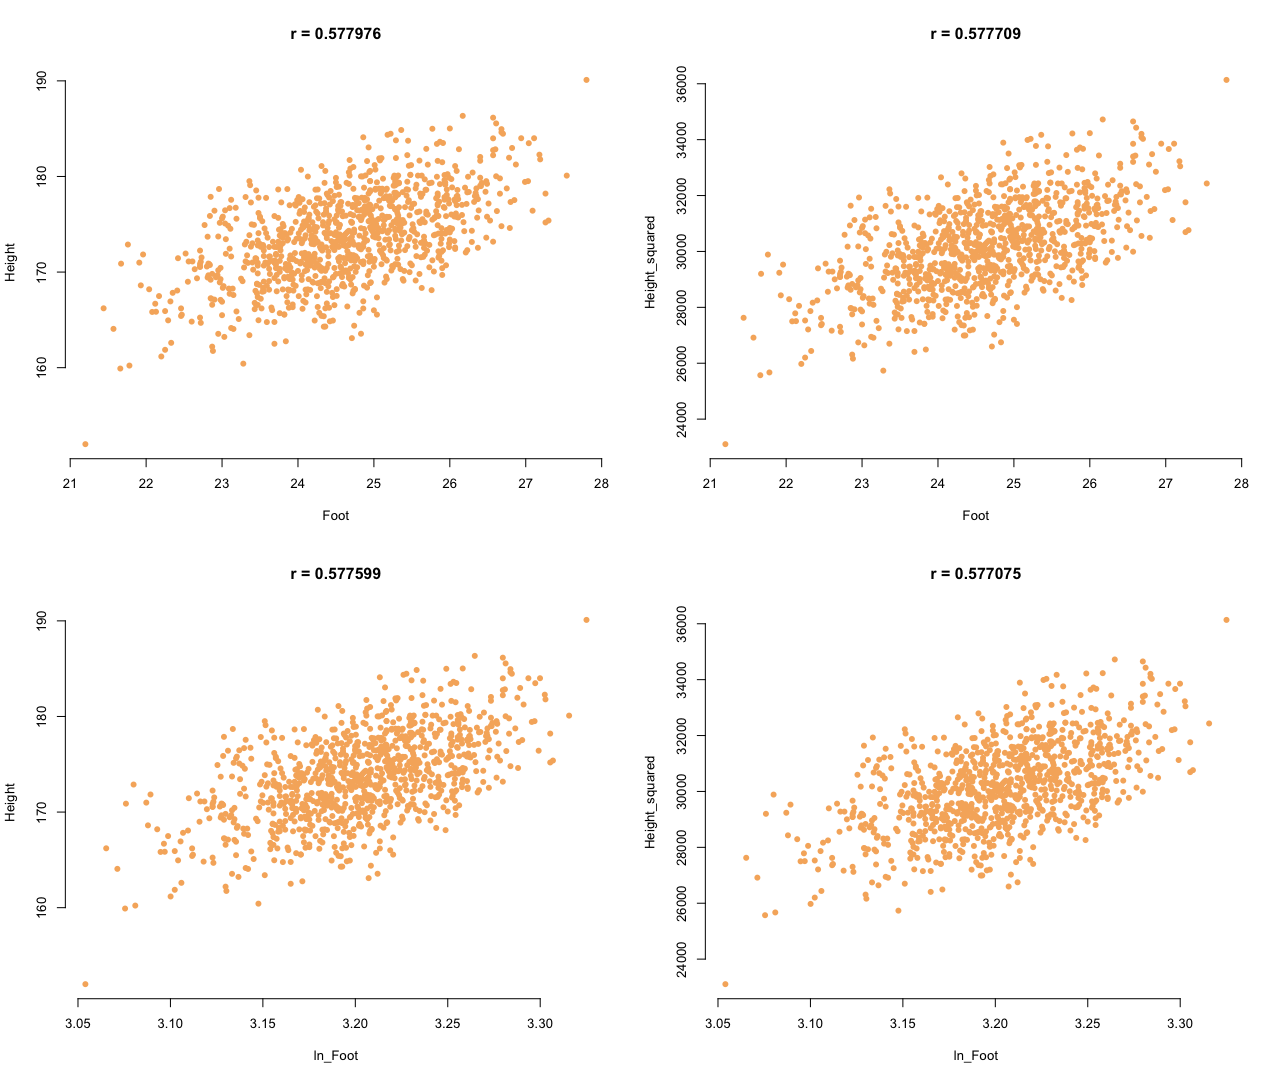 r = 0.577976
Height
160 170 180 190
21 22 23 24 25 26 27 28
Foot
r = 0.577709
Height_squared
24000 26000 28000 30000 32000 34000 36000
21 22 23 24 25 26 27 28
Foot
r = 0.577599
Height
160 170 180 190
3.05 3.10 3.15 3.20 3.25 3.30
ln_Foot
r = 0.577075
Height_squared
24000 26000 28000 30000 32000 34000 36000
3.05 3.10 3.15 3.20 3.25 3.30
ln_Foot